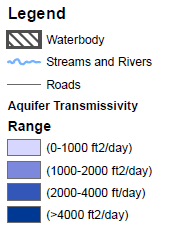 Legend
Waterbody
Streams and Rivers
Roads
Aquifer Transmissivity
Range
(0-1000 ft2/day)
(1000-2000 ft2/day)
(2000-4000 ft/day)
(>4000 ft2/day)